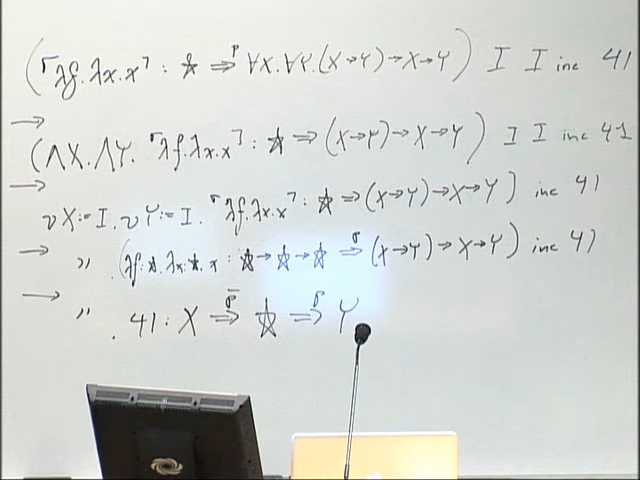 (⌜λf.λx.x⌝ : ☆ ⇒ᵖ ∀X.∀Y.(X→Y)→X→Y) I I inc 41
→ (ΛX.ΛY. ⌜λf.λx.x⌝ : ☆ ⇒ (X→Y)→X→Y) I I inc 41
→ νX:=I.νY:=I. ⌜λf.λx.x⌝ : ☆ ⇒ (X→Y)→X→Y) inc 41
→ " (λf:☆.λx:☆.x : ☆→☆→☆ ⇒ᵖ (X→Y)→X→Y) inc 41
→ " . 41 : X ⇒ᵖ̄ ☆ ⇒ᵖ Y